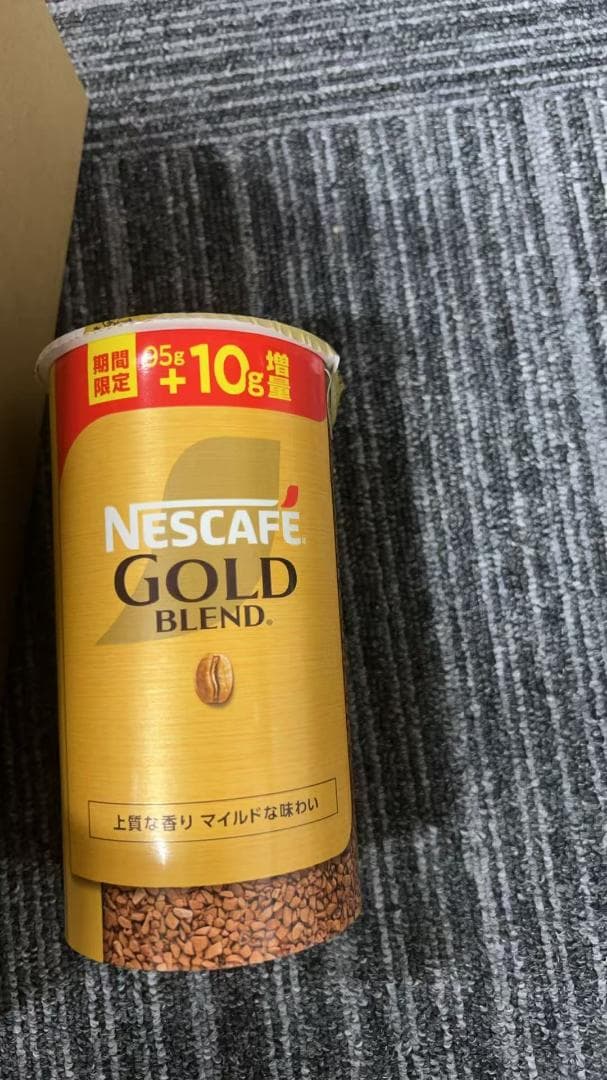 期間
限定
95g
+10g
増量
NESCAFÉ
GOLD
BLEND®
上質な香り マイルドな味わい